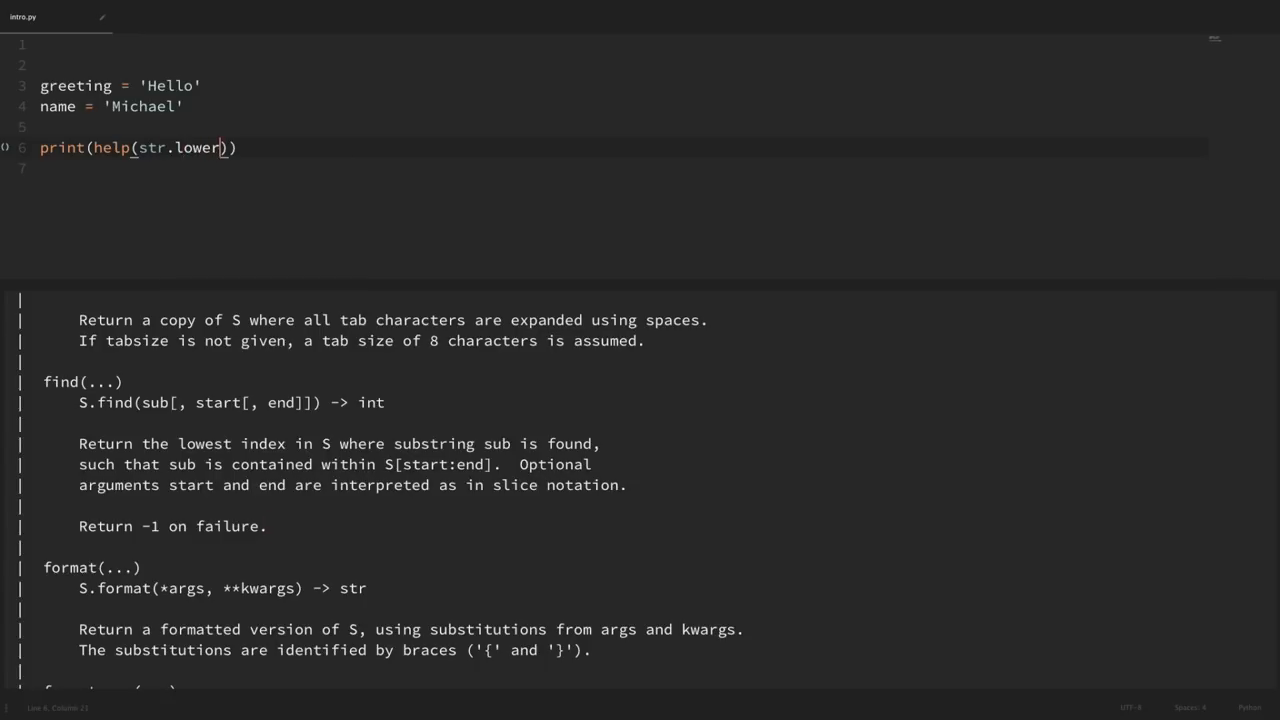 intro.py
1
2
3 greeting = 'Hello'
4 name = 'Michael'
5
() 6 print(help(str.lower))
7
|
| Return a copy of S where all tab characters are expanded using spaces.
| If tabsize is not given, a tab size of 8 characters is assumed.
|
| find(...)
| S.find(sub[, start[, end]]) -> int
|
| Return the lowest index in S where substring sub is found,
| such that sub is contained within S[start:end].  Optional
| arguments start and end are interpreted as in slice notation.
|
| Return -1 on failure.
|
| format(...)
| S.format(*args, **kwargs) -> str
|
| Return a formatted version of S, using substitutions from args and kwargs.
| The substitutions are identified by braces ('{' and '}').
|
Line 6, Column 21 UTF-8 Spaces: 4 Python